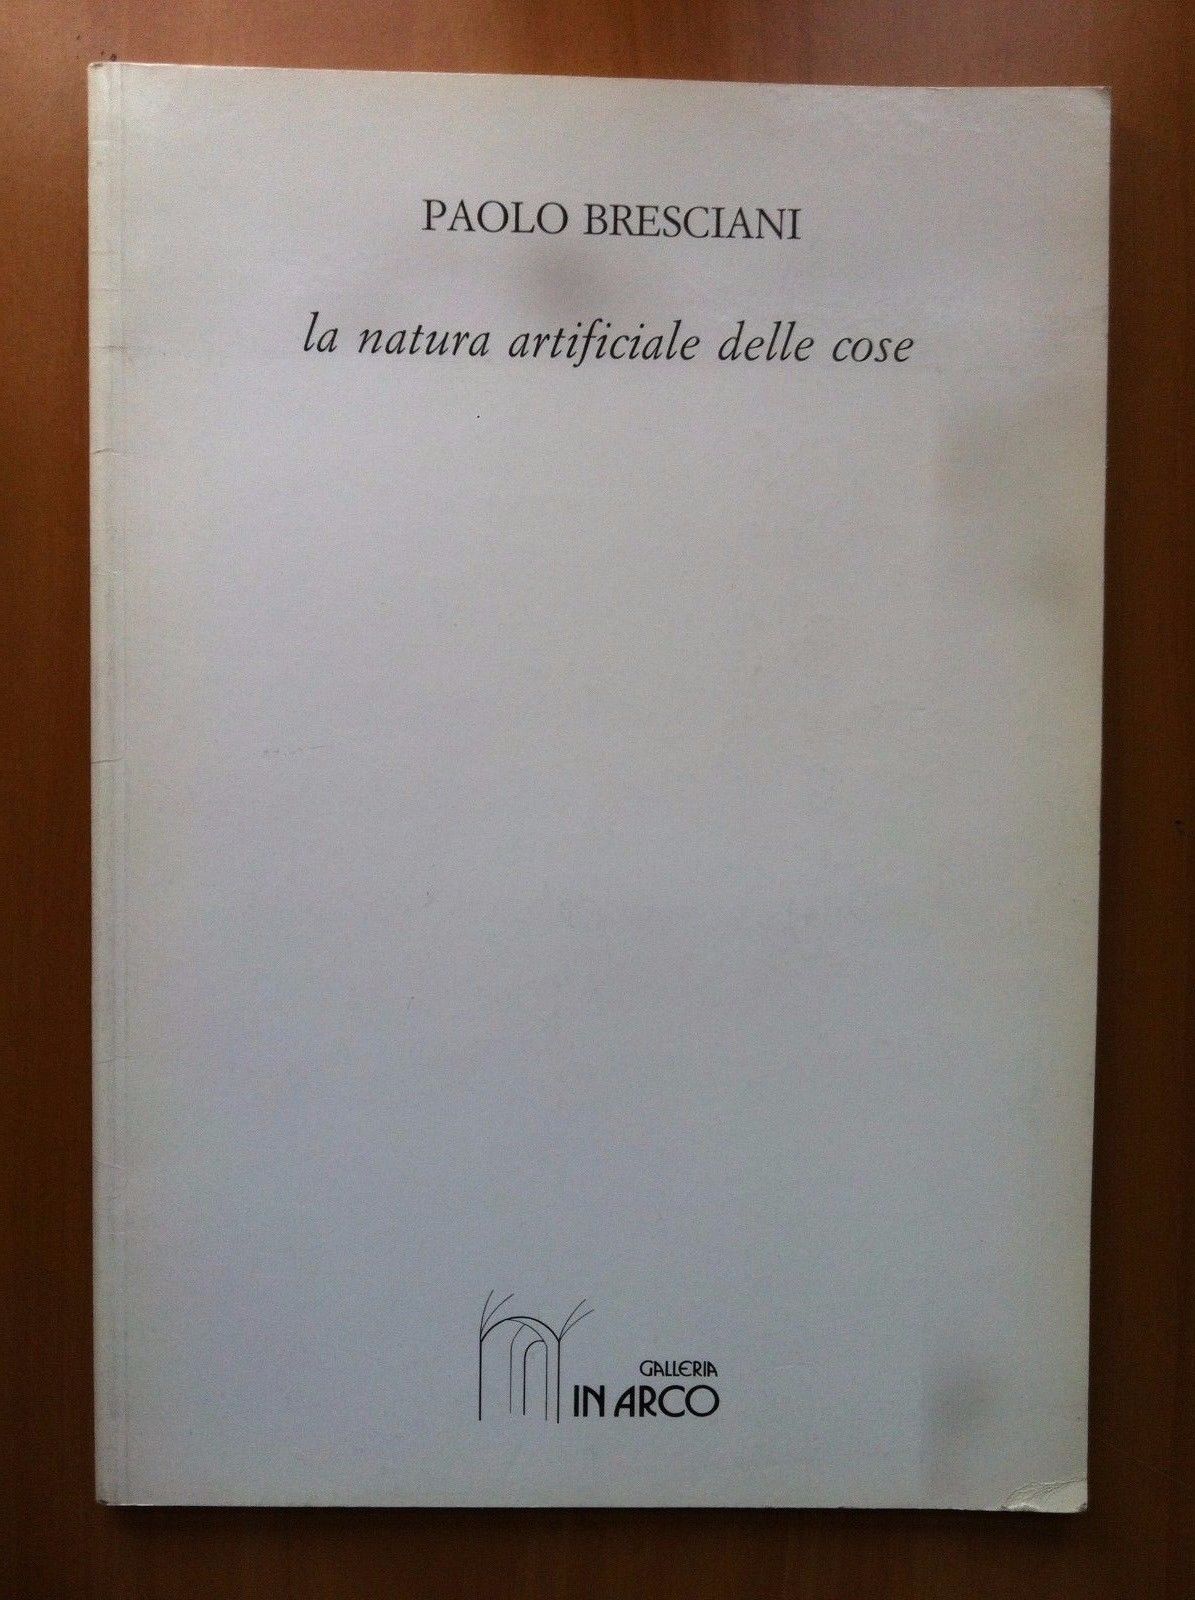 PAOLO BRESCIANI
la natura artificiale delle cose
GALLERIA
IN ARCO